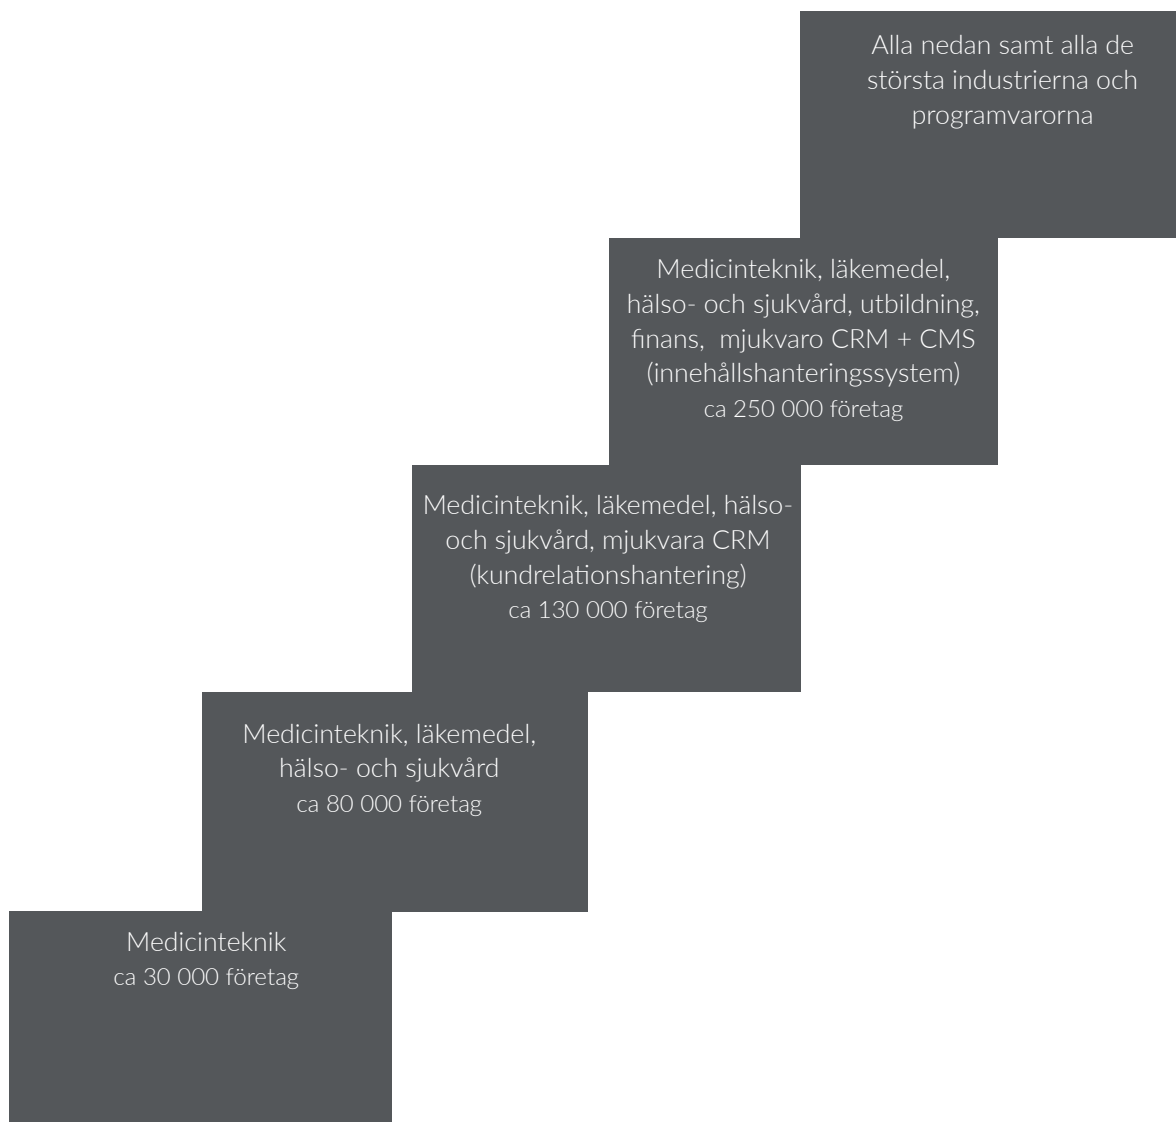 Alla nedan samt alla de
största industrierna och
programvarorna
Medicinteknik, läkemedel,
hälso- och sjukvård, utbildning,
finans,  mjukvaro CRM + CMS
(innehållshanteringssystem)
ca 250 000 företag
Medicinteknik, läkemedel, hälso-
och sjukvård, mjukvara CRM
(kundrelationshantering)
ca 130 000 företag
Medicinteknik, läkemedel,
hälso- och sjukvård
ca 80 000 företag
Medicinteknik
ca 30 000 företag